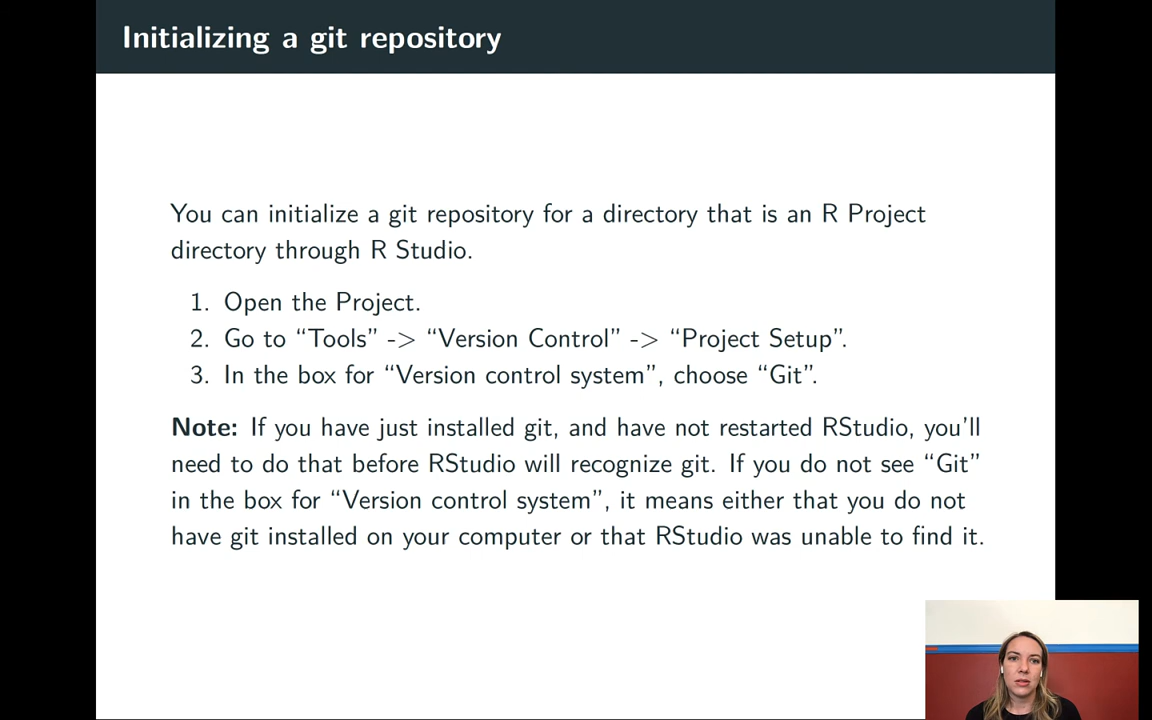 Initializing a git repository
You can initialize a git repository for a directory that is an R Project
directory through R Studio.
1. Open the Project.
2. Go to “Tools” -> “Version Control” -> “Project Setup”.
3. In the box for “Version control system”, choose “Git”.
Note: If you have just installed git, and have not restarted RStudio, you’ll
need to do that before RStudio will recognize git. If you do not see “Git”
in the box for “Version control system”, it means either that you do not
have git installed on your computer or that RStudio was unable to find it.